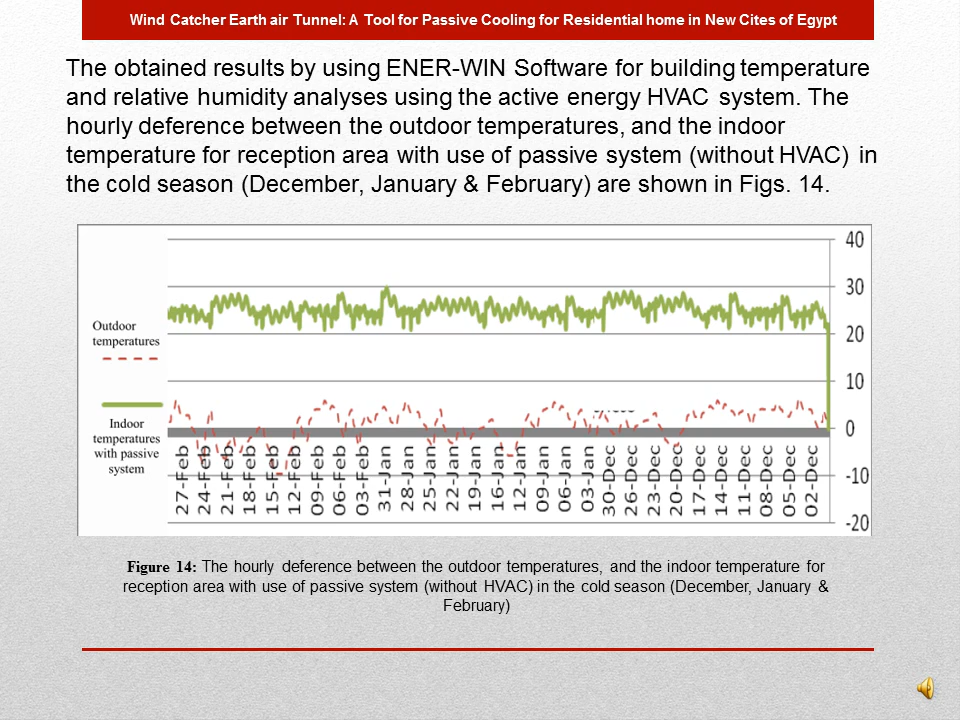 Wind Catcher Earth air Tunnel: A Tool for Passive Cooling for Residential home in New Cites of Egypt
The obtained results by using ENER-WIN Software for building temperature
and relative humidity analyses using the active energy HVAC system. The
hourly deference between the outdoor temperatures, and the indoor
temperature for reception area with use of passive system (without HVAC) in
the cold season (December, January & February) are shown in Figs. 14.
Outdoor
temperatures
Indoor
temperatures
with passive
system
40
30
20
10
0
-10
-20
27-Feb
24-Feb
21-Feb
18-Feb
15-Feb
12-Feb
09-Feb
06-Feb
03-Feb
31-Jan
28-Jan
25-Jan
22-Jan
19-Jan
16-Jan
12-Jan
09-Jan
06-Jan
03-Jan
30-Dec
26-Dec
23-Dec
20-Dec
17-Dec
14-Dec
11-Dec
08-Dec
05-Dec
02-Dec
Figure 14: The hourly deference between the outdoor temperatures, and the indoor temperature for
reception area with use of passive system (without HVAC) in the cold season (December, January &
February)